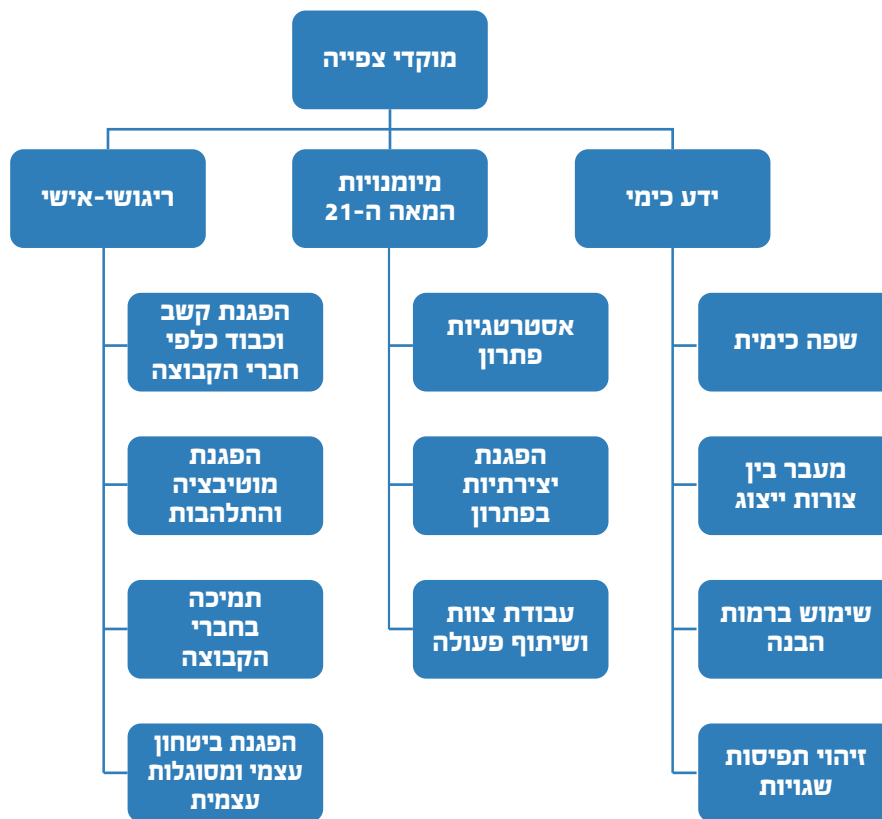 מוקדי צפייה
ידע כימי
מיומנויות
המאה ה-21
ריגושי-אישי
שפה כימית
מעבר בין
צורות ייצוג
שימוש ברמות
הבנה
זיהוי תפיסות
שגויות
אסטרטגיות
פתרון
הפגנת
יצירתיות
בפתרון
עבודת צוות
ושיתוף פעולה
הפגנת קשב
וכבוד כלפי
חברי הקבוצה
הפגנת
מוטיבציה
והתלהבות
תמיכה
בחברי
הקבוצה
הפגנת ביטחון
עצמי ומסוגלות
עצמית